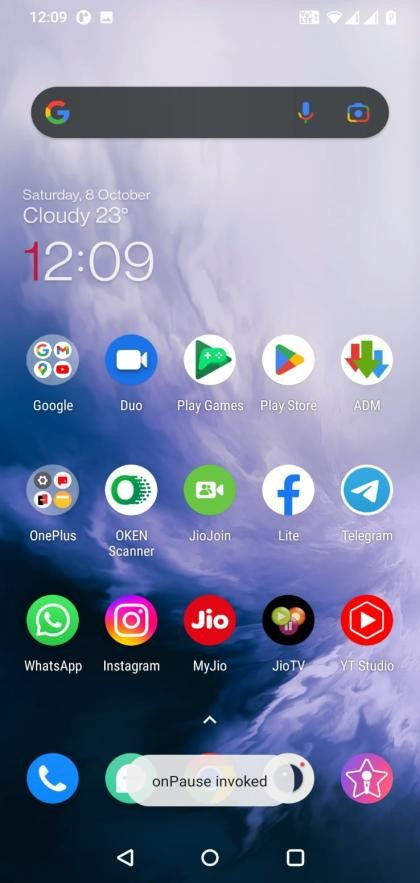 12:09
Saturday, 8 October
Cloudy 23°
12:09
Google
Duo
Play Games
Play Store
ADM
OnePlus
OKEN
Scanner
JioJoin
Lite
Telegram
WhatsApp
Instagram
Jio
MyJio
JioTV
YT Studio
onPause invoked